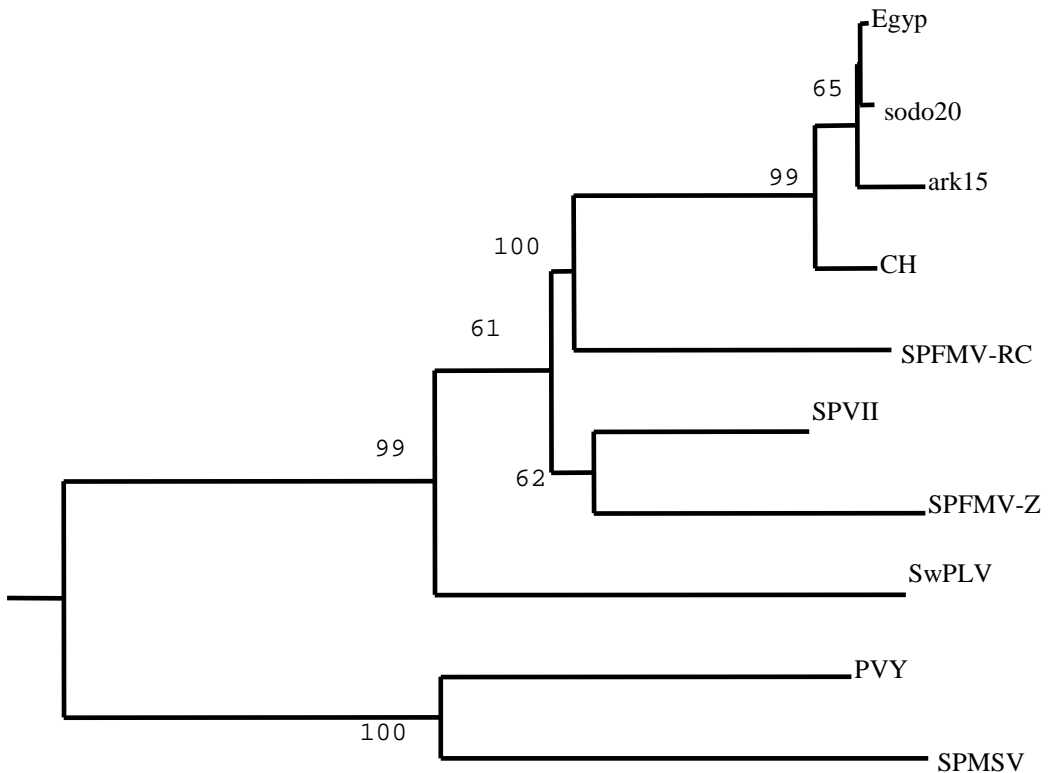 Egyp
65
sodo20
99
ark15
100
CH
61
SPFMV-RC
SPVII
99
62
SPFMV-Z
SwPLV
PVY
100
SPMSV